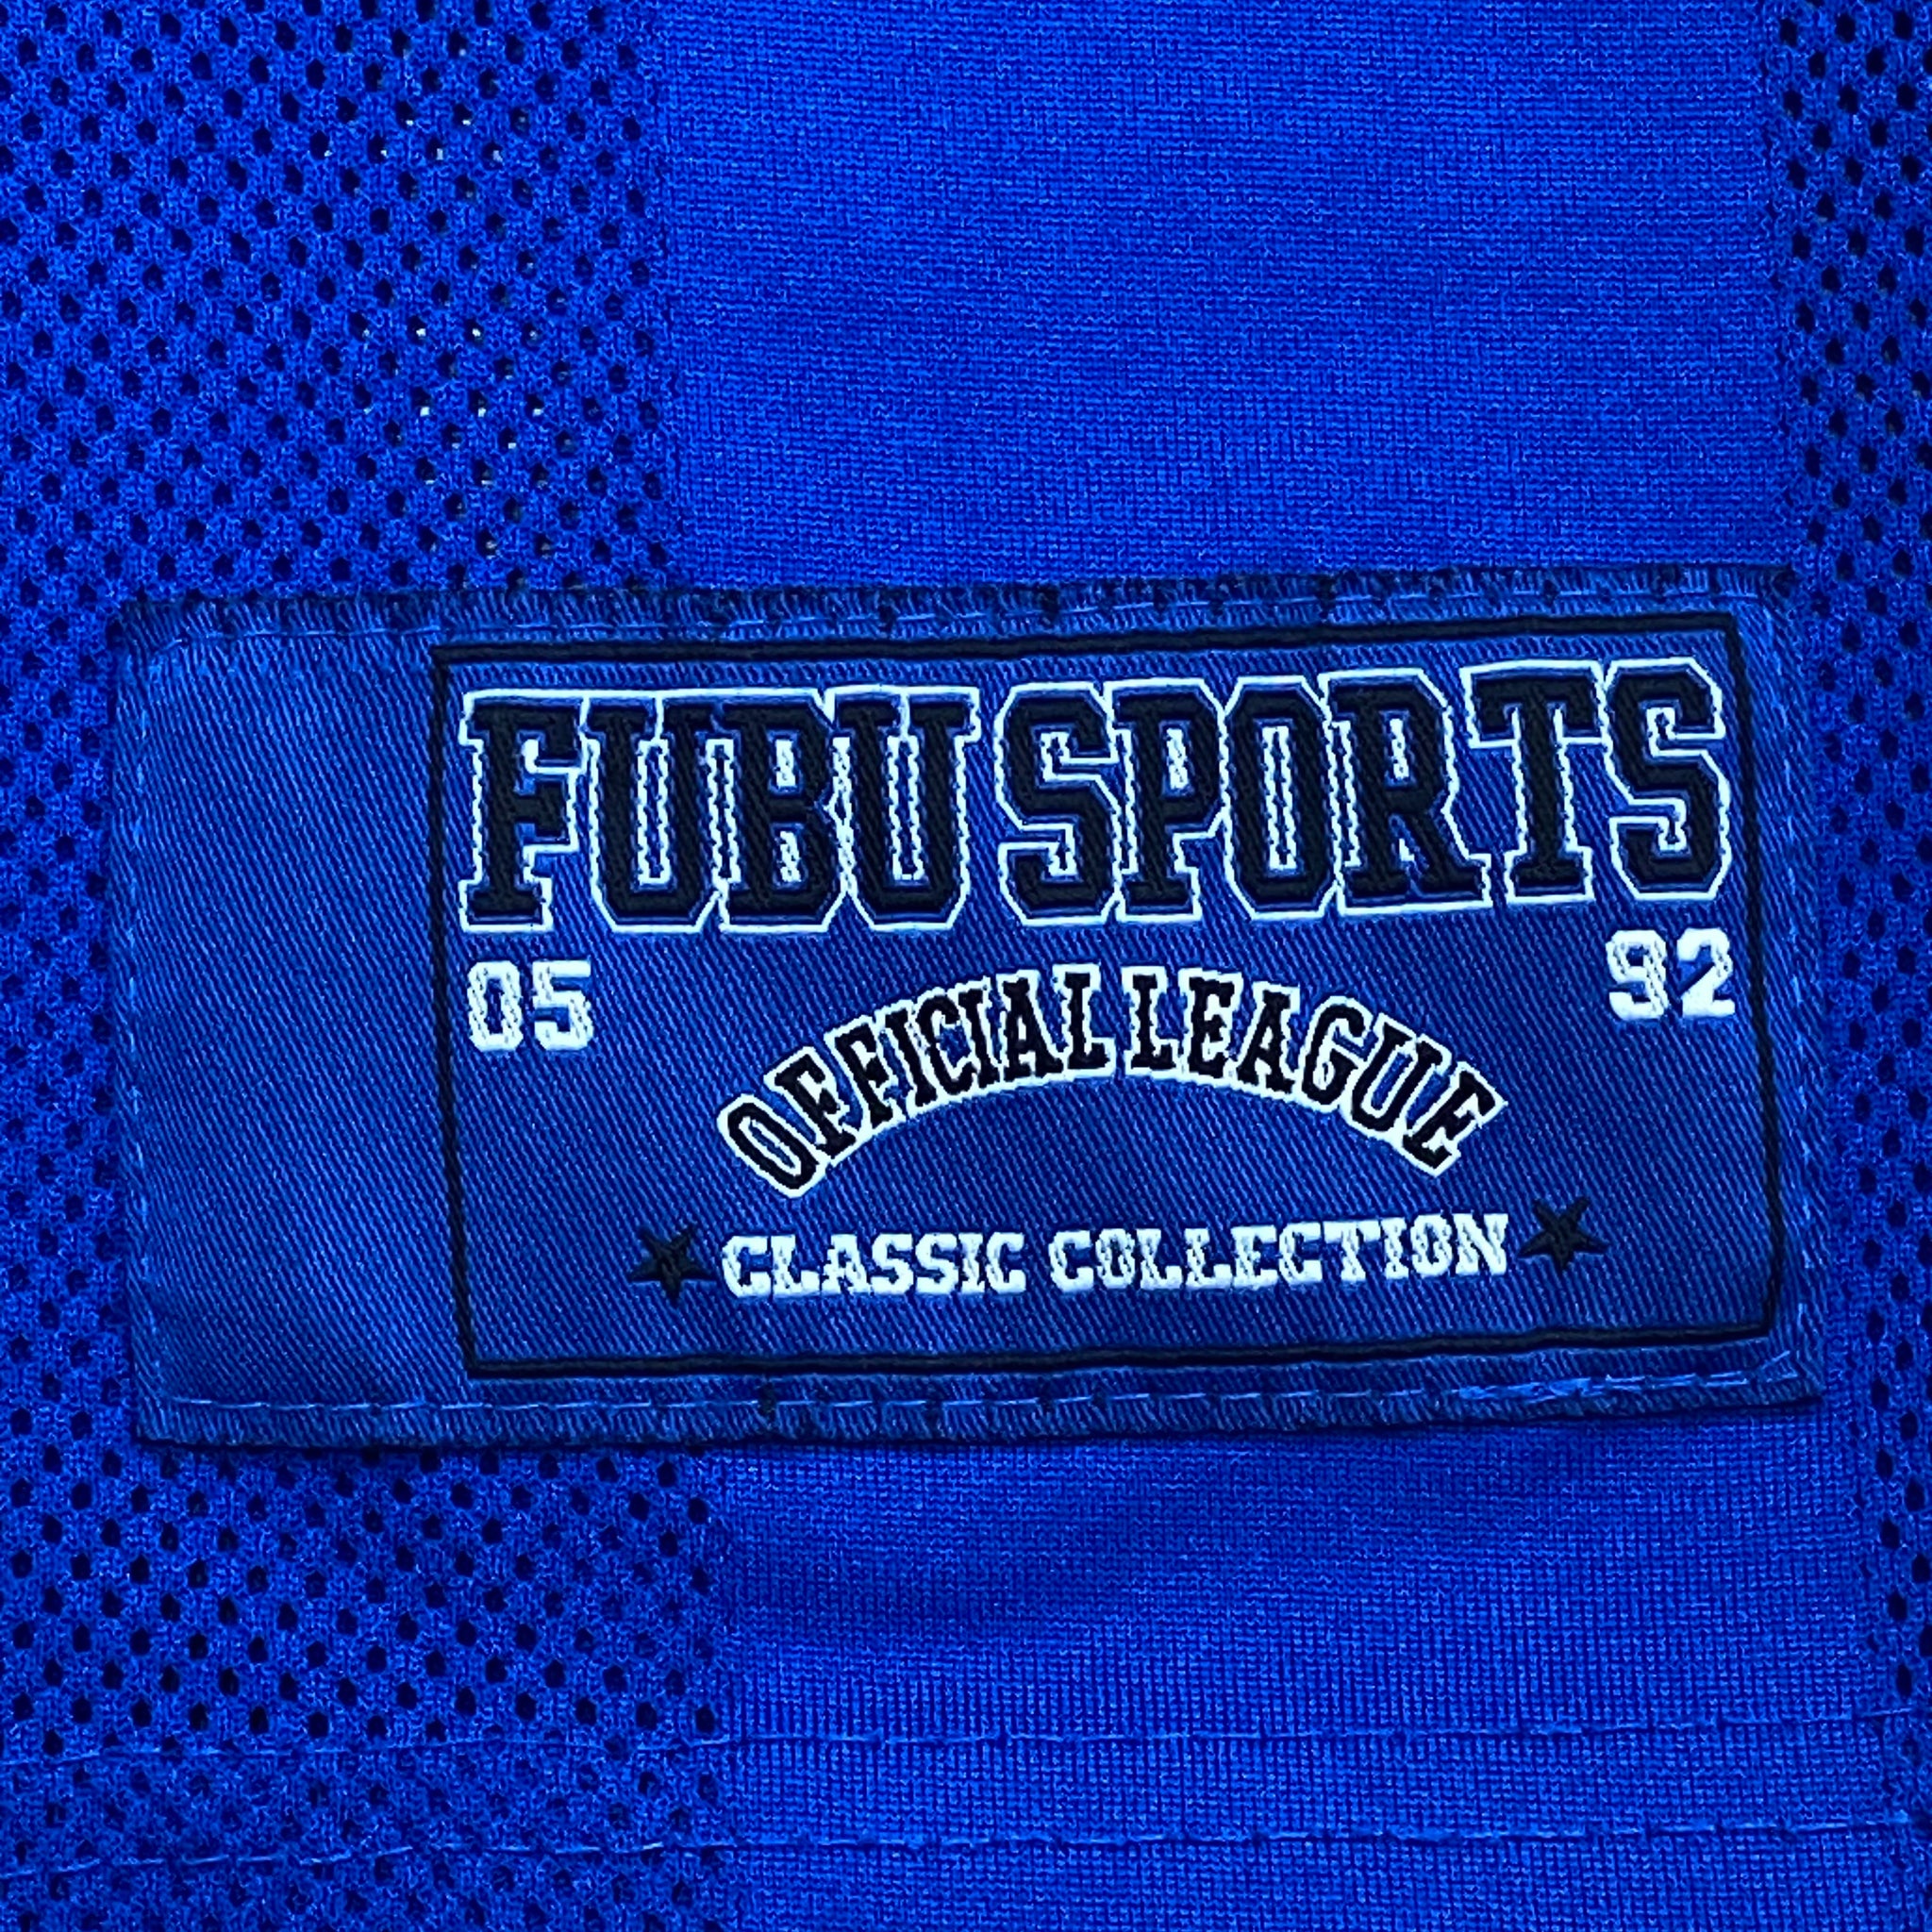 FUBU SPORTS
05 92
OFFICIAL LEAGUE
CLASSIC COLLECTION